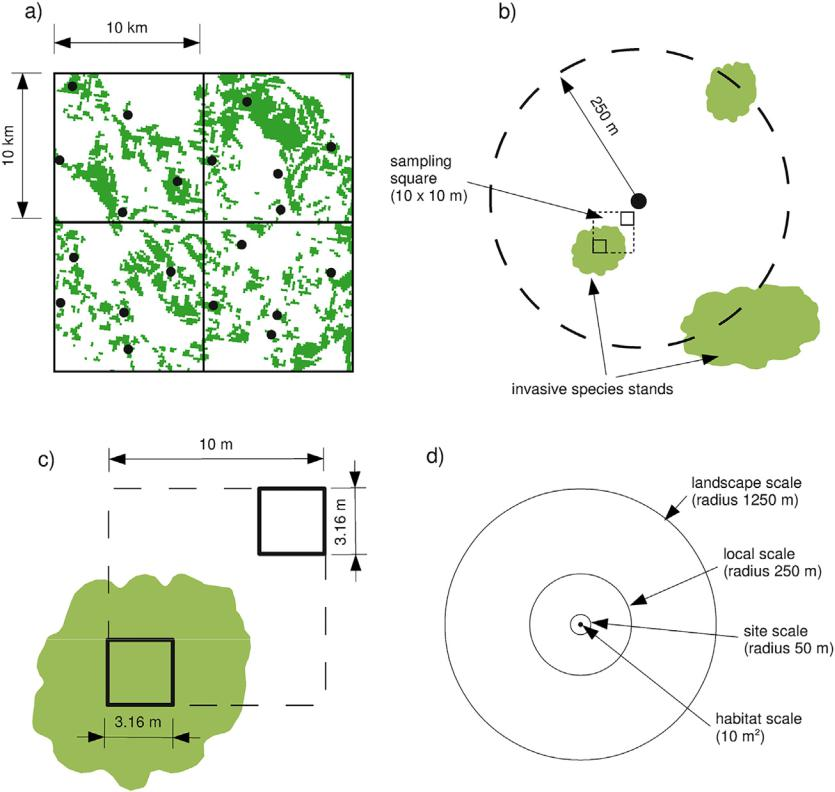 a)
10 km
10 km
b)
250 m
sampling
square
(10 x 10 m)
invasive species stands
c)
10 m
3.16 m
3.16 m
d)
landscape scale
(radius 1250 m)
local scale
(radius 250 m)
site scale
(radius 50 m)
habitat scale
(10 m²)